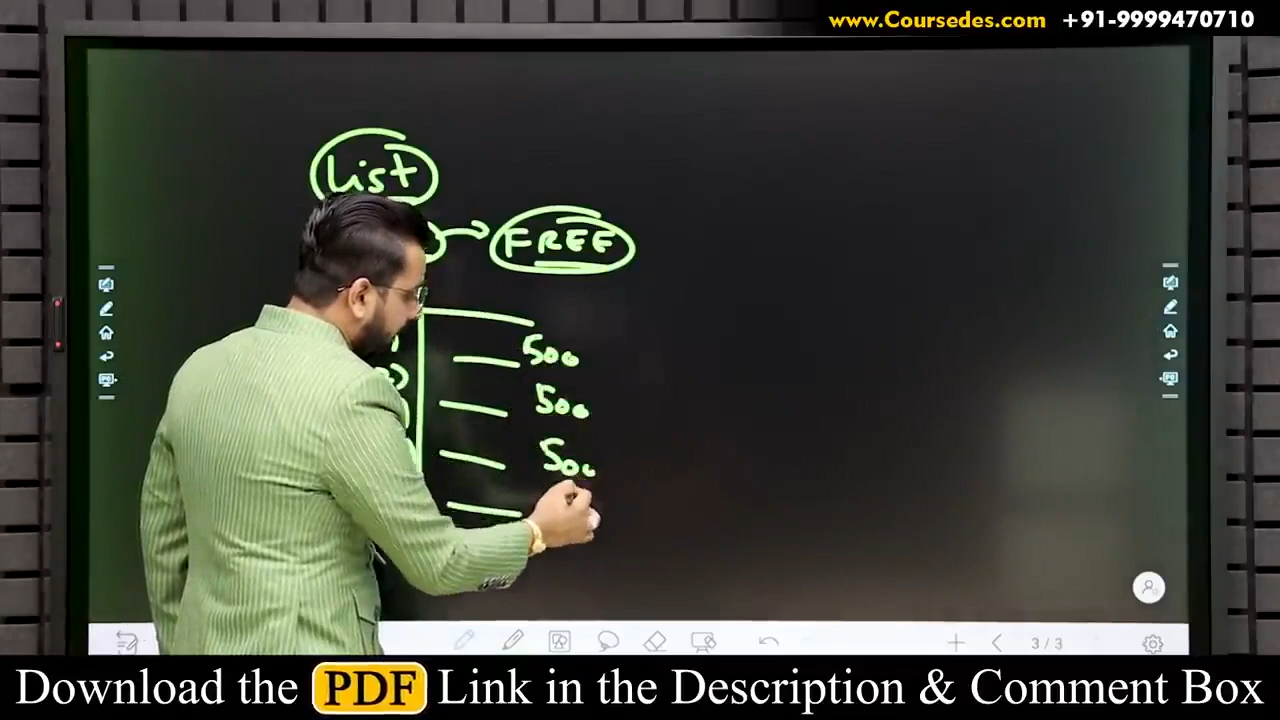 www.Coursedes.com +91-9999470710
List
FREE
500
500
500
3/3
Download the PDF Link in the Description & Comment Box